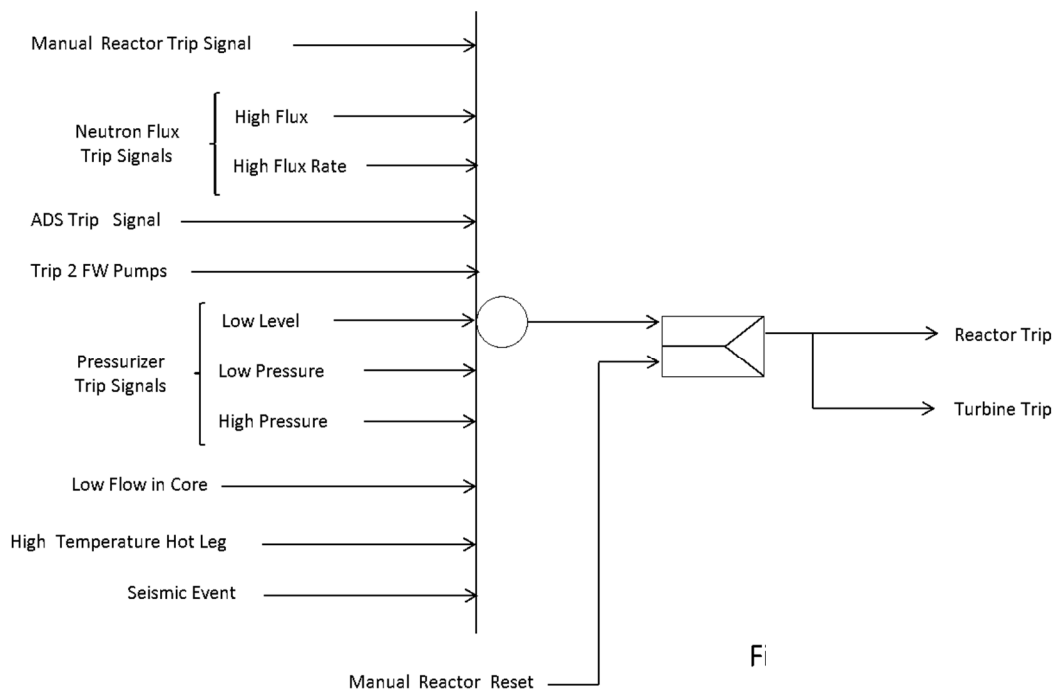 Manual Reactor Trip Signal
Neutron Flux
Trip Signals
High Flux
High Flux Rate
ADS Trip Signal
Trip 2 FW Pumps
Pressurizer
Trip Signals
Low Level
Low Pressure
High Pressure
Low Flow in Core
High Temperature Hot Leg
Seismic Event
Manual Reactor Reset
Reactor Trip
Turbine Trip
Fi